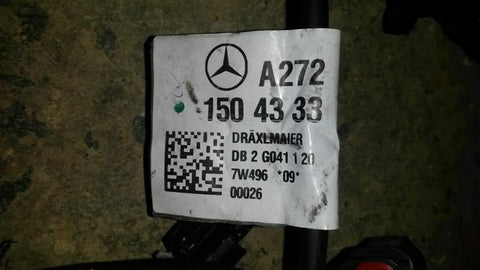 A272
150 43 33
DRÄXLMAIER
DB 2 G041 1 20
7W496 *09*
00026